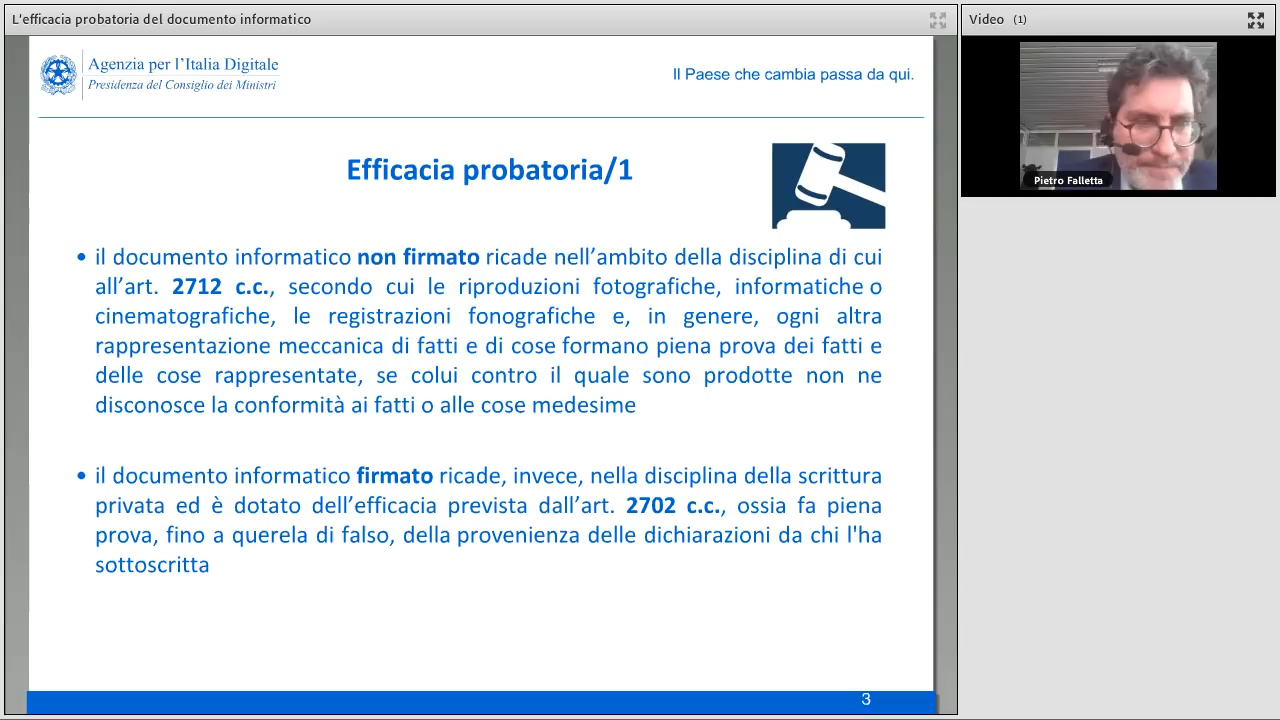 L'efficacia probatoria del documento informatico
Video (1)
Agenzia per l'Italia Digitale
Presidenza del Consiglio dei Ministri
Il Paese che cambia passa da qui.
Pietro Falletta
Efficacia probatoria/1
• il documento informatico non firmato ricade nell’ambito della disciplina di cui
all’art. 2712 c.c., secondo cui le riproduzioni fotografiche, informatiche o
cinematografiche, le registrazioni fonografiche e, in genere, ogni altra
rappresentazione meccanica di fatti e di cose formano piena prova dei fatti e
delle cose rappresentate, se colui contro il quale sono prodotte non ne
disconosce la conformità ai fatti o alle cose medesime
• il documento informatico firmato ricade, invece, nella disciplina della scrittura
privata ed è dotato dell’efficacia prevista dall’art. 2702 c.c., ossia fa piena
prova, fino a querela di falso, della provenienza delle dichiarazioni da chi l'ha
sottoscritta
3